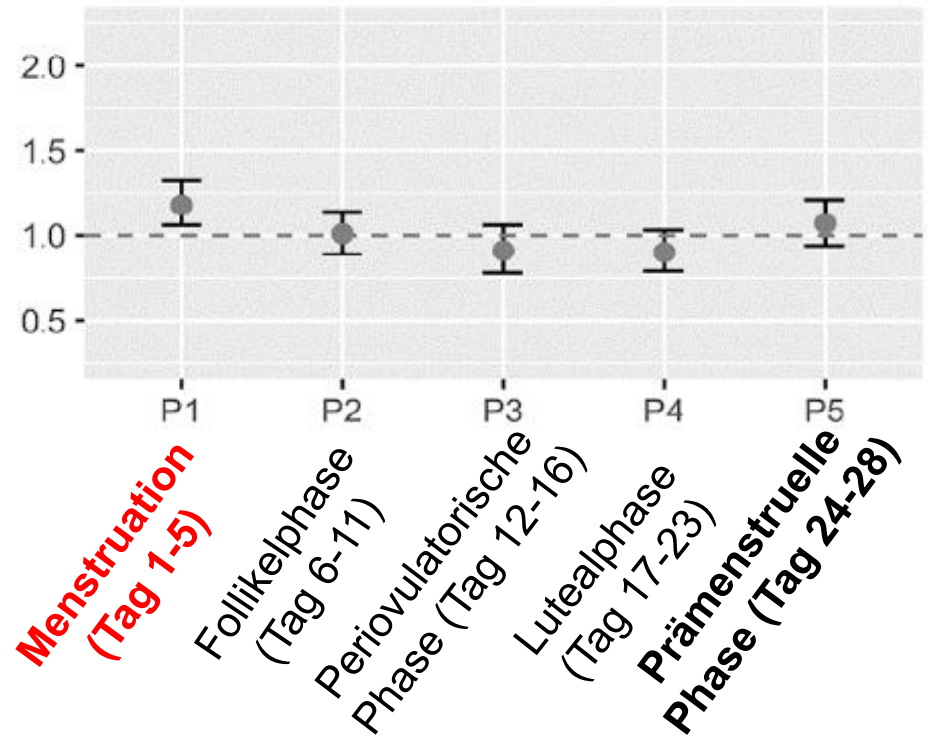 2.0
1.5
1.0
0.5
P1
P2
P3
P4
P5
Menstruation
(Tag 1-5)
Follikelphase
(Tag 6-11)
Periovulatorische
Phase (Tag 12-16)
Lutealphase
(Tag 17-23)
Prämenstruelle
Phase (Tag 24-28)